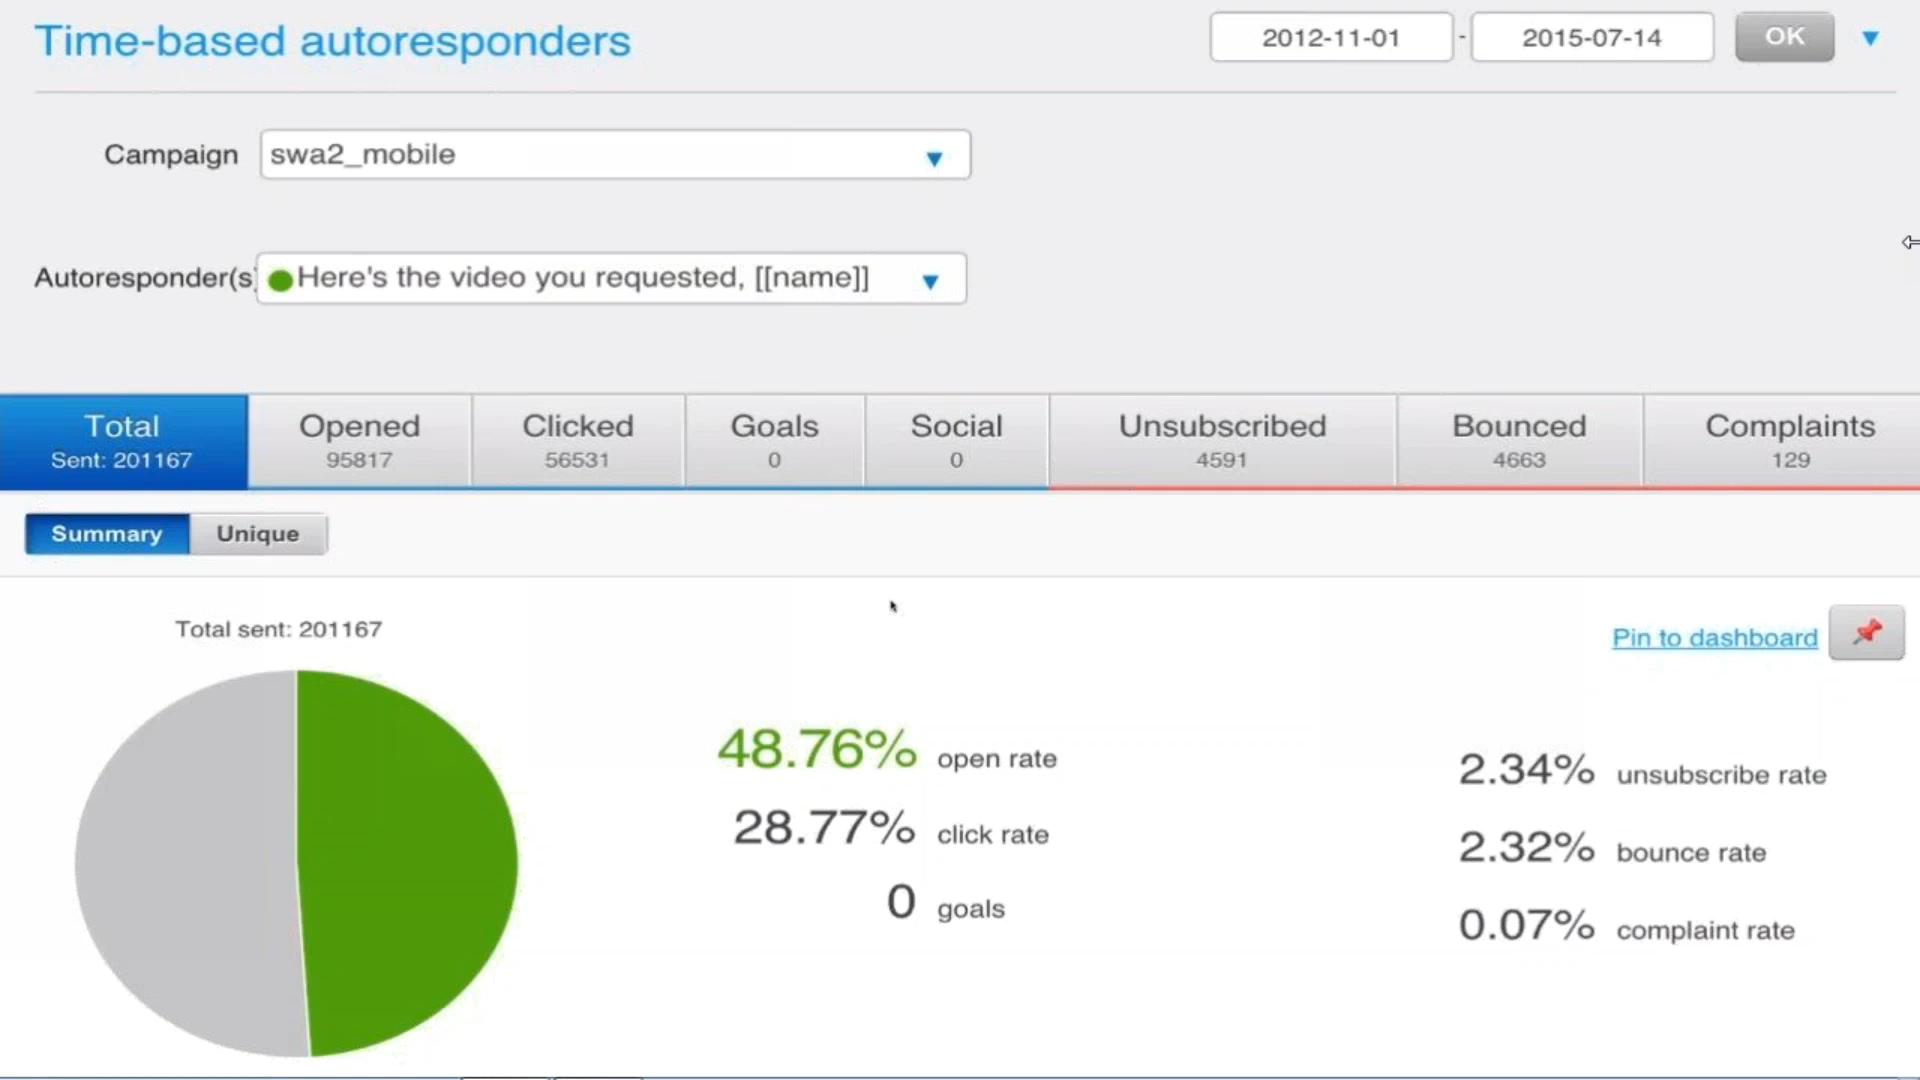 Time-based autoresponders
2012-11-01 - 2015-07-14 OK
Campaign swa2_mobile
Autoresponder(s) Here's the video you requested, [[name]]
Total Opened Clicked Goals Social Unsubscribed Bounced Complaints
Sent: 201167 95817 56531 0 0 4591 4663 129
Summary Unique
Total sent: 201167
Pin to dashboard
48.76% open rate
2.34% unsubscribe rate
28.77% click rate
2.32% bounce rate
0 goals
0.07% complaint rate